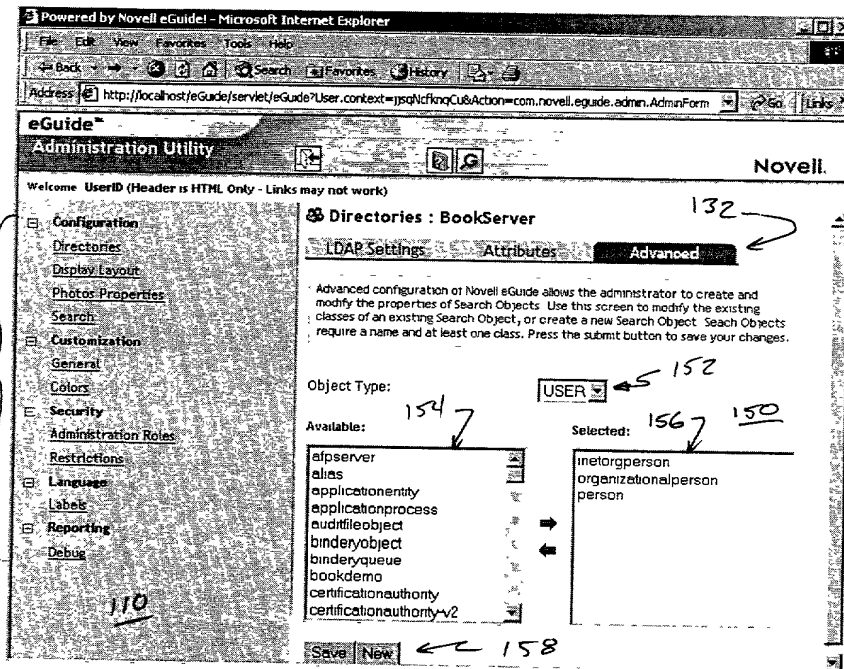 Powered by Novell eGuide! - Microsoft Internet Explorer
File Edit View Favorites Tools Help
Back Search Favorites History
Address http://localhost/eGuide/servlet/eGuide?User.context=jjsqNcfknqCu&Action=com.novell.eguide.admin.AdminForm Go Links
eGuide™
Administration Utility
Novell.
Welcome UserID (Header is HTML Only - Links may not work)
Configuration
Directories
Display Layout
Photos Properties
Search
Customization
General
Colors
Security
Administration Roles
Restrictions
Language
Labels
Reporting
Debug
110
Directories : BookServer
132
LDAP Settings Attributes Advanced
Advanced configuration of Novell eGuide allows the administrator to create and
modify the properties of Search Objects Use this screen to modify the existing
classes of an existing Search Object, or create a new Search Object Seach Objects
require a name and at least one class. Press the submit button to save your changes.
Object Type: USER 152
154 156 150
Available: Selected:
afpserver
alias
applicationentity
applicationprocess
auditfileobject
binderyobject
binderyqueue
bookdemo
certificationauthority
certificationauthority-v2
inetorgperson
organizationalperson
person
Save New 158